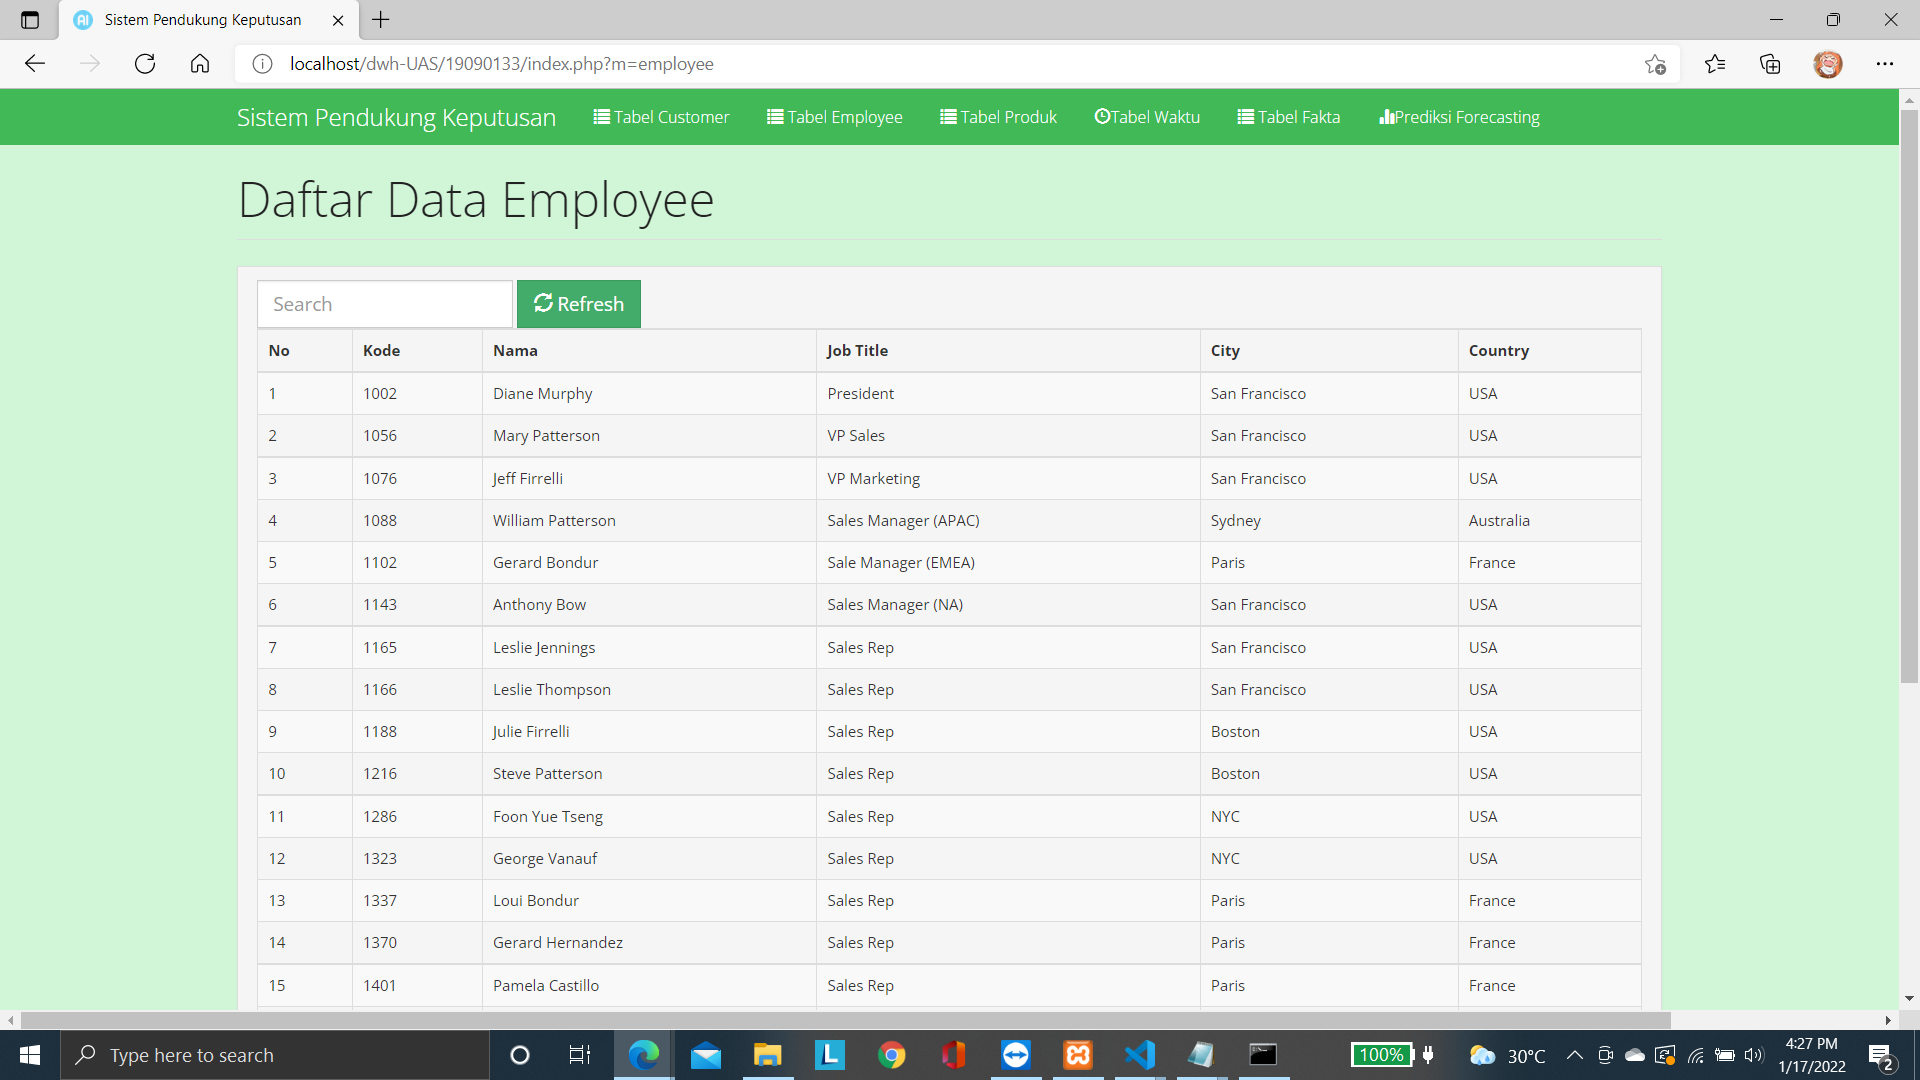 Sistem Pendukung Keputusan
localhost/dwh-UAS/19090133/index.php?m=employee
Sistem Pendukung Keputusan Tabel Customer Tabel Employee Tabel Produk Tabel Waktu Tabel Fakta Prediksi Forecasting
Daftar Data Employee
Search Refresh
No Kode Nama Job Title City Country
1 1002 Diane Murphy President San Francisco USA
2 1056 Mary Patterson VP Sales San Francisco USA
3 1076 Jeff Firrelli VP Marketing San Francisco USA
4 1088 William Patterson Sales Manager (APAC) Sydney Australia
5 1102 Gerard Bondur Sale Manager (EMEA) Paris France
6 1143 Anthony Bow Sales Manager (NA) San Francisco USA
7 1165 Leslie Jennings Sales Rep San Francisco USA
8 1166 Leslie Thompson Sales Rep San Francisco USA
9 1188 Julie Firrelli Sales Rep Boston USA
10 1216 Steve Patterson Sales Rep Boston USA
11 1286 Foon Yue Tseng Sales Rep NYC USA
12 1323 George Vanauf Sales Rep NYC USA
13 1337 Loui Bondur Sales Rep Paris France
14 1370 Gerard Hernandez Sales Rep Paris France
15 1401 Pamela Castillo Sales Rep Paris France
Type here to search 100% 30°C 4:27 PM
1/17/2022 2